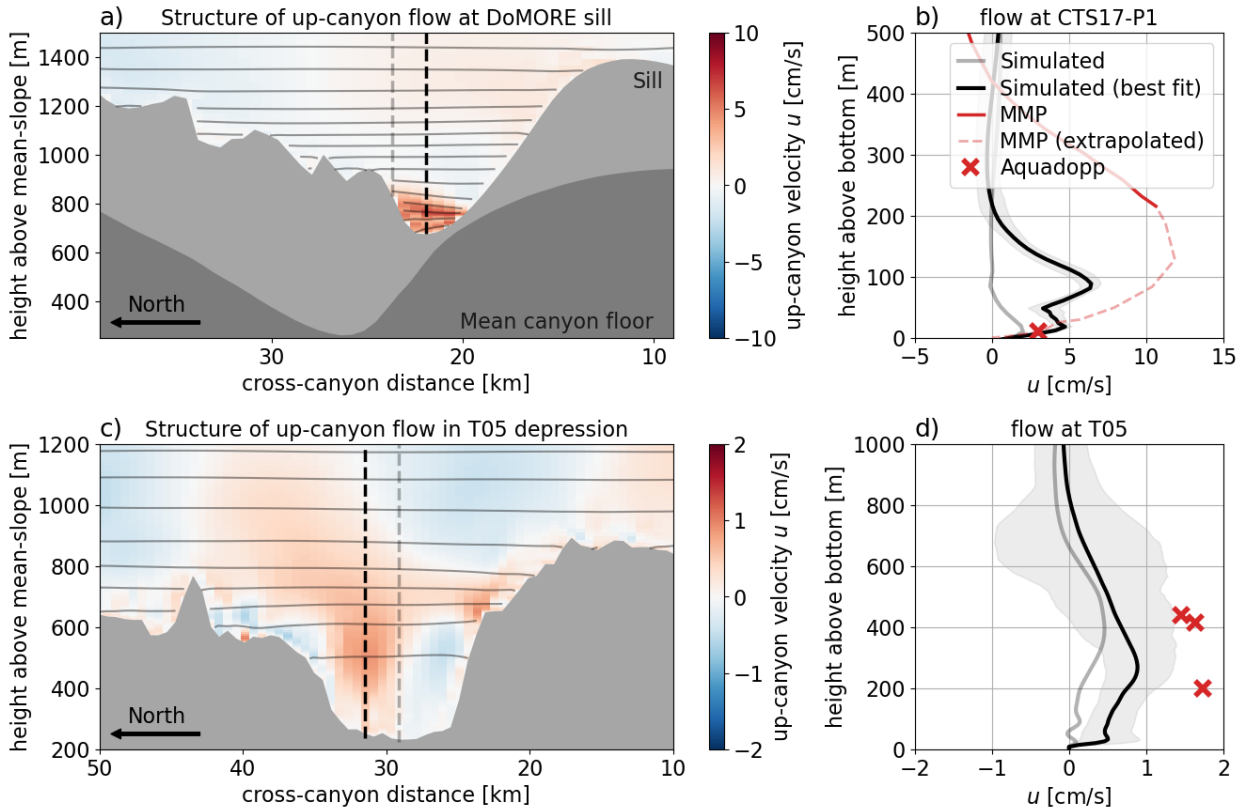 a) Structure of up-canyon flow at DoMORE sill
height above mean-slope [m]
1400
1200
1000
800
600
400
Sill
North
Mean canyon floor
30
20
10
cross-canyon distance [km]
10
5
0
−5
−10
up-canyon velocity u [cm/s]
b) flow at CTS17-P1
height above bottom [m]
500
400
300
200
100
0
Simulated
Simulated (best fit)
MMP
MMP (extrapolated)
Aquadopp
−5
0
5
10
15
u [cm/s]
c) Structure of up-canyon flow in T05 depression
height above mean-slope [m]
1200
1000
800
600
400
200
North
50
40
30
20
10
cross-canyon distance [km]
2
1
0
−1
−2
up-canyon velocity u [cm/s]
d) flow at T05
height above bottom [m]
1000
800
600
400
200
0
−2
−1
0
1
2
u [cm/s]